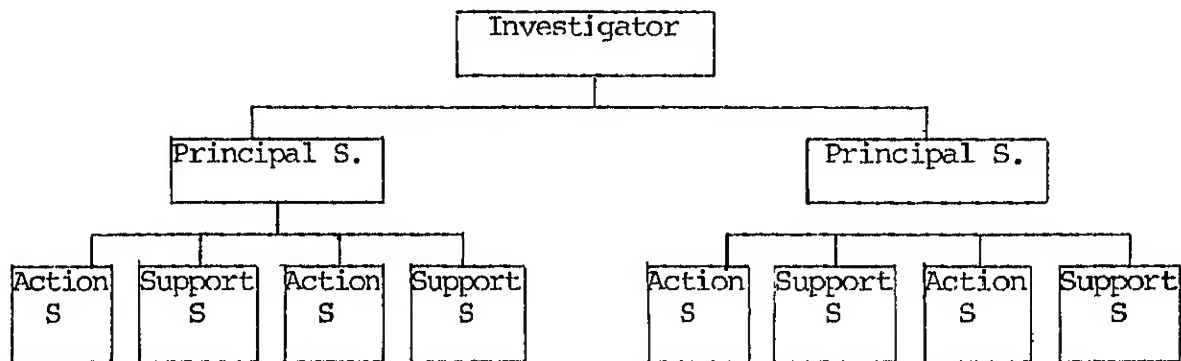 Investigator
Principal S. Principal S.
Action Support Action Support Action Support Action Support
S S S S S S S S